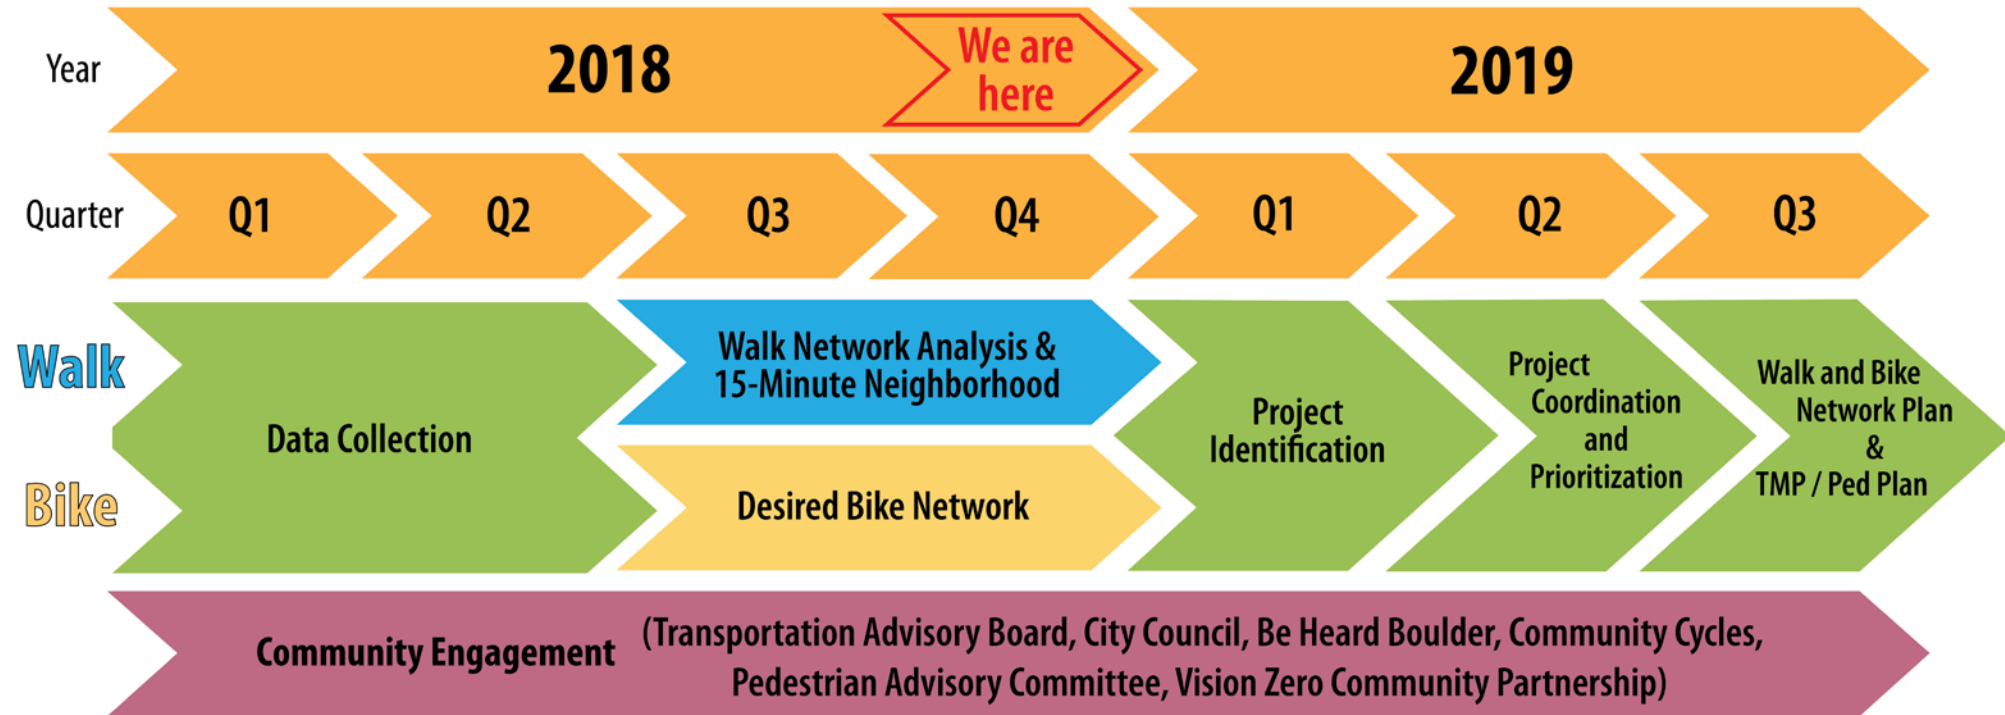 Year
2018
We are
here
2019
Quarter
Q1
Q2
Q3
Q4
Q1
Q2
Q3
Walk
Bike
Data Collection
Walk Network Analysis &
15-Minute Neighborhood
Desired Bike Network
Project
Identification
Project
Coordination
and
Prioritization
Walk and Bike
Network Plan
&
TMP / Ped Plan
Community Engagement
(Transportation Advisory Board, City Council, Be Heard Boulder, Community Cycles,
Pedestrian Advisory Committee, Vision Zero Community Partnership)